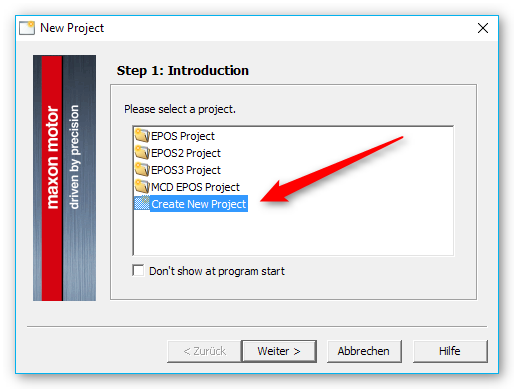 New Project
maxon motor
driven by precision
Step 1: Introduction
Please select a project.
EPOS Project
EPOS2 Project
EPOS3 Project
MCD EPOS Project
Create New Project
Don't show at program start
< Zurück
Weiter >
Abbrechen
Hilfe